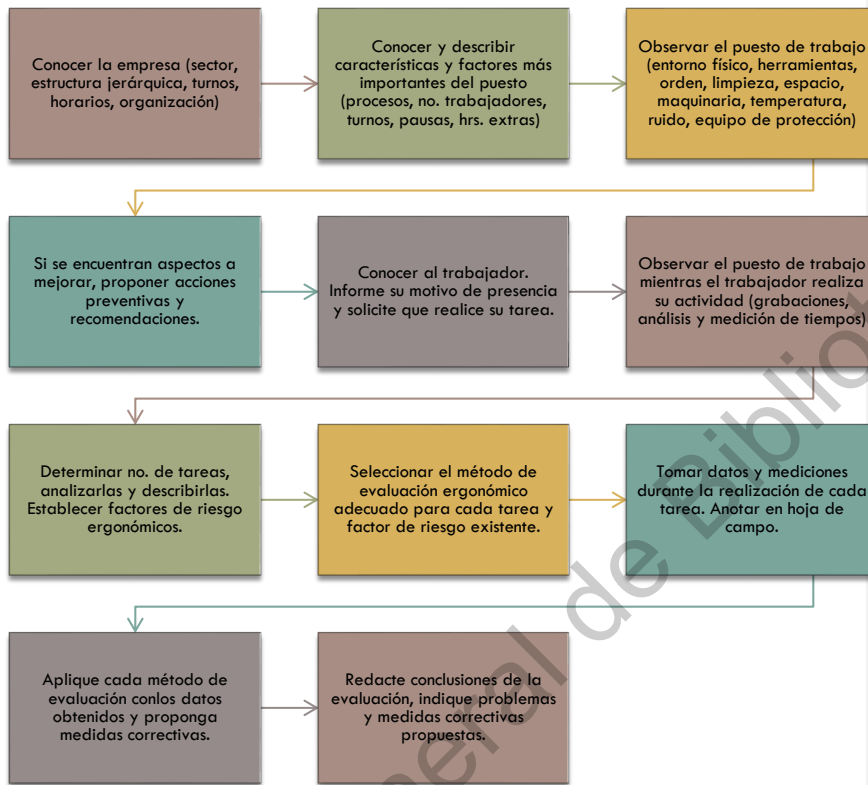 Conocer la empresa (sector,
estructura jerárquica, turnos,
horarios, organización)
Conocer y describir
características y factores más
importantes del puesto
(procesos, no. trabajadores,
turnos, pausas, hrs. extras)
Observar el puesto de trabajo
(entorno físico, herramientas,
orden, limpieza, espacio,
maquinaria, temperatura,
ruido, equipo de protección)
Si se encuentran aspectos a
mejorar, proponer acciones
preventivas y
recomendaciones.
Conocer al trabajador.
Informe su motivo de presencia
y solicite que realice su tarea.
Observar el puesto de trabajo
mientras el trabajador realiza
su actividad (grabaciones,
análisis y medición de tiempos)
Determinar no. de tareas,
analizarlas y describirlas.
Establecer factores de riesgo
ergonómicos.
Seleccionar el método de
evaluación ergonómico
adecuado para cada tarea y
factor de riesgo existente.
Tomar datos y mediciones
durante la realización de cada
tarea. Anotar en hoja de
campo.
Aplique cada método de
evaluación conlos datos
obtenidos y proponga
medidas correctivas.
Redacte conclusiones de la
evaluación, indique problemas
y medidas correctivas
propuestas.
de